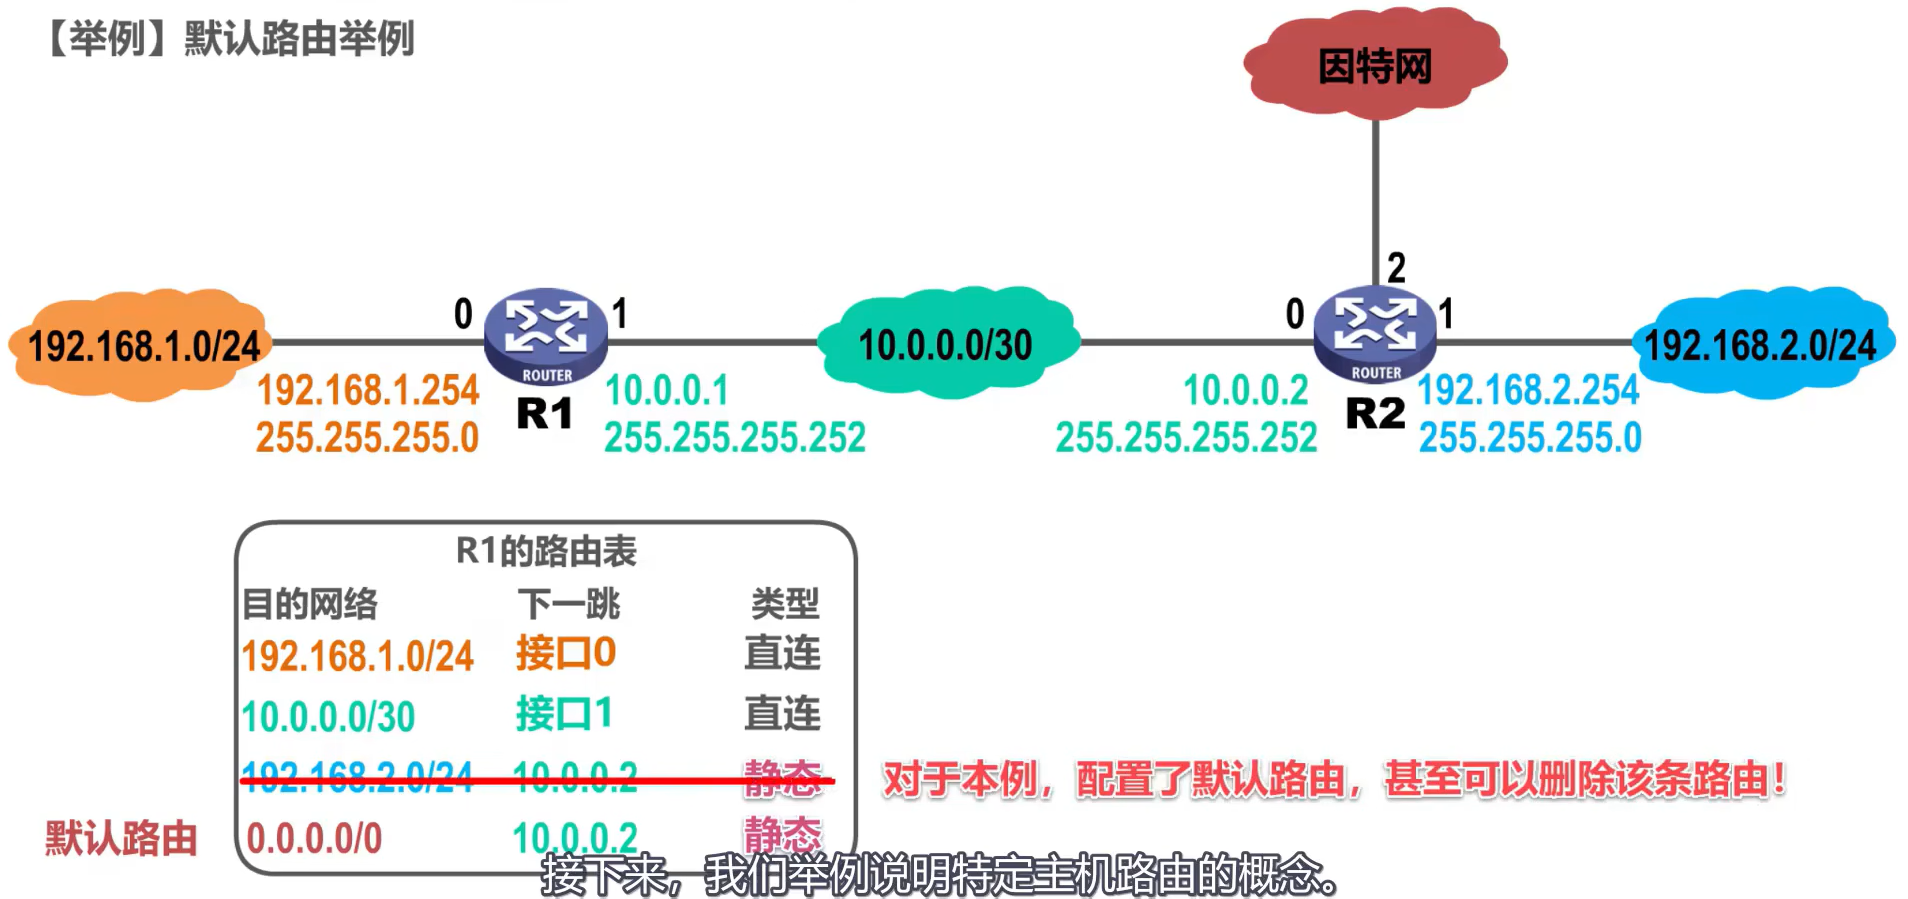 【举例】默认路由举例
因特网
2
0
1
0
1
192.168.1.0/24
10.0.0.0/30
192.168.2.0/24
ROUTER
ROUTER
192.168.1.254
255.255.255.0
R1
10.0.0.1
255.255.255.252
10.0.0.2
255.255.255.252
R2
192.168.2.254
255.255.255.0
R1的路由表
目的网络 下一跳 类型
192.168.1.0/24 接口0 直连
10.0.0.0/30 接口1 直连
192.168.2.0/24 10.0.0.2 静态
对于本例，配置了默认路由，甚至可以删除该条路由！
默认路由 0.0.0.0/0 10.0.0.2 静态
接下来，我们举例说明特定主机路由的概念。